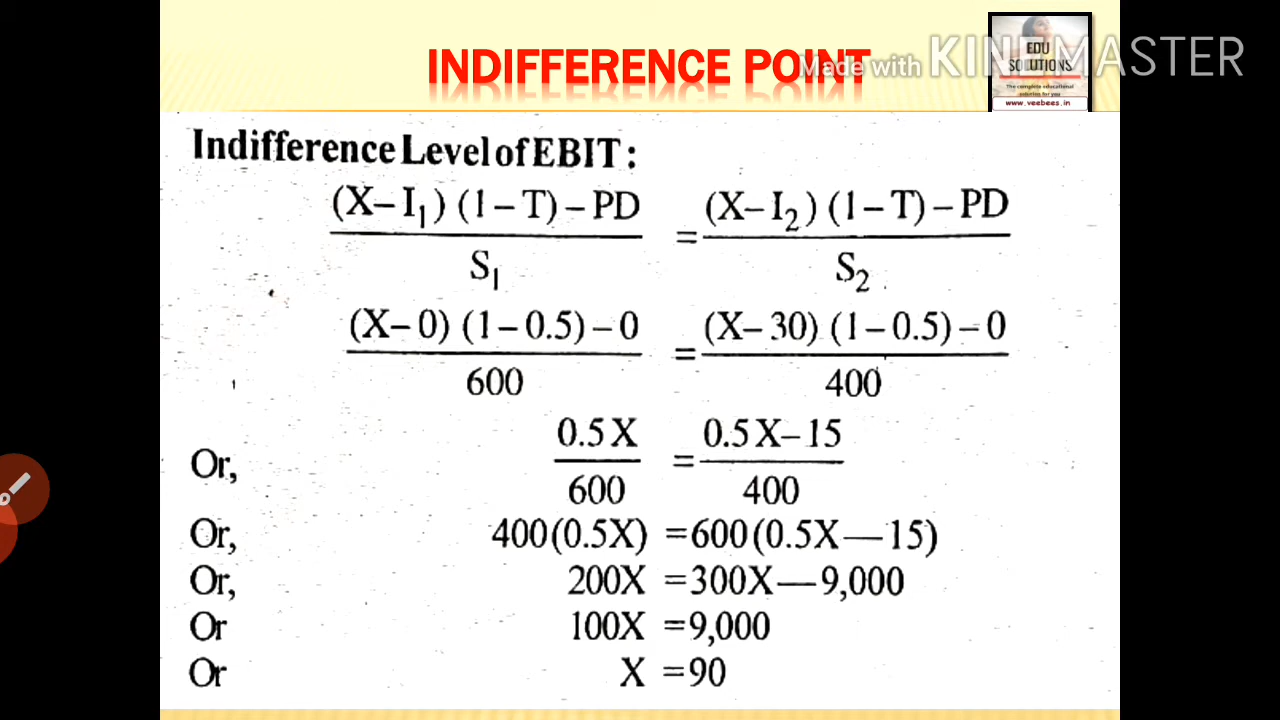 INDIFFERENCE POINT
Made with KINEMASTER
EDU
SOLUTIONS
The complete educational
solution for you
www.veebees.in
Indifference Level of EBIT :
(X– I₁) (1 – T) – PD / S₁ = (X– I₂) (1 – T) – PD / S₂
(X– 0) (1 – 0.5) – 0 / 600 = (X– 30) (1 – 0.5) – 0 / 400
Or, 0.5 X / 600 = 0.5 X– 15 / 400
Or, 400 (0.5X) =600 (0.5X—15)
Or, 200X =300X—9,000
Or 100X =9,000
Or X =90